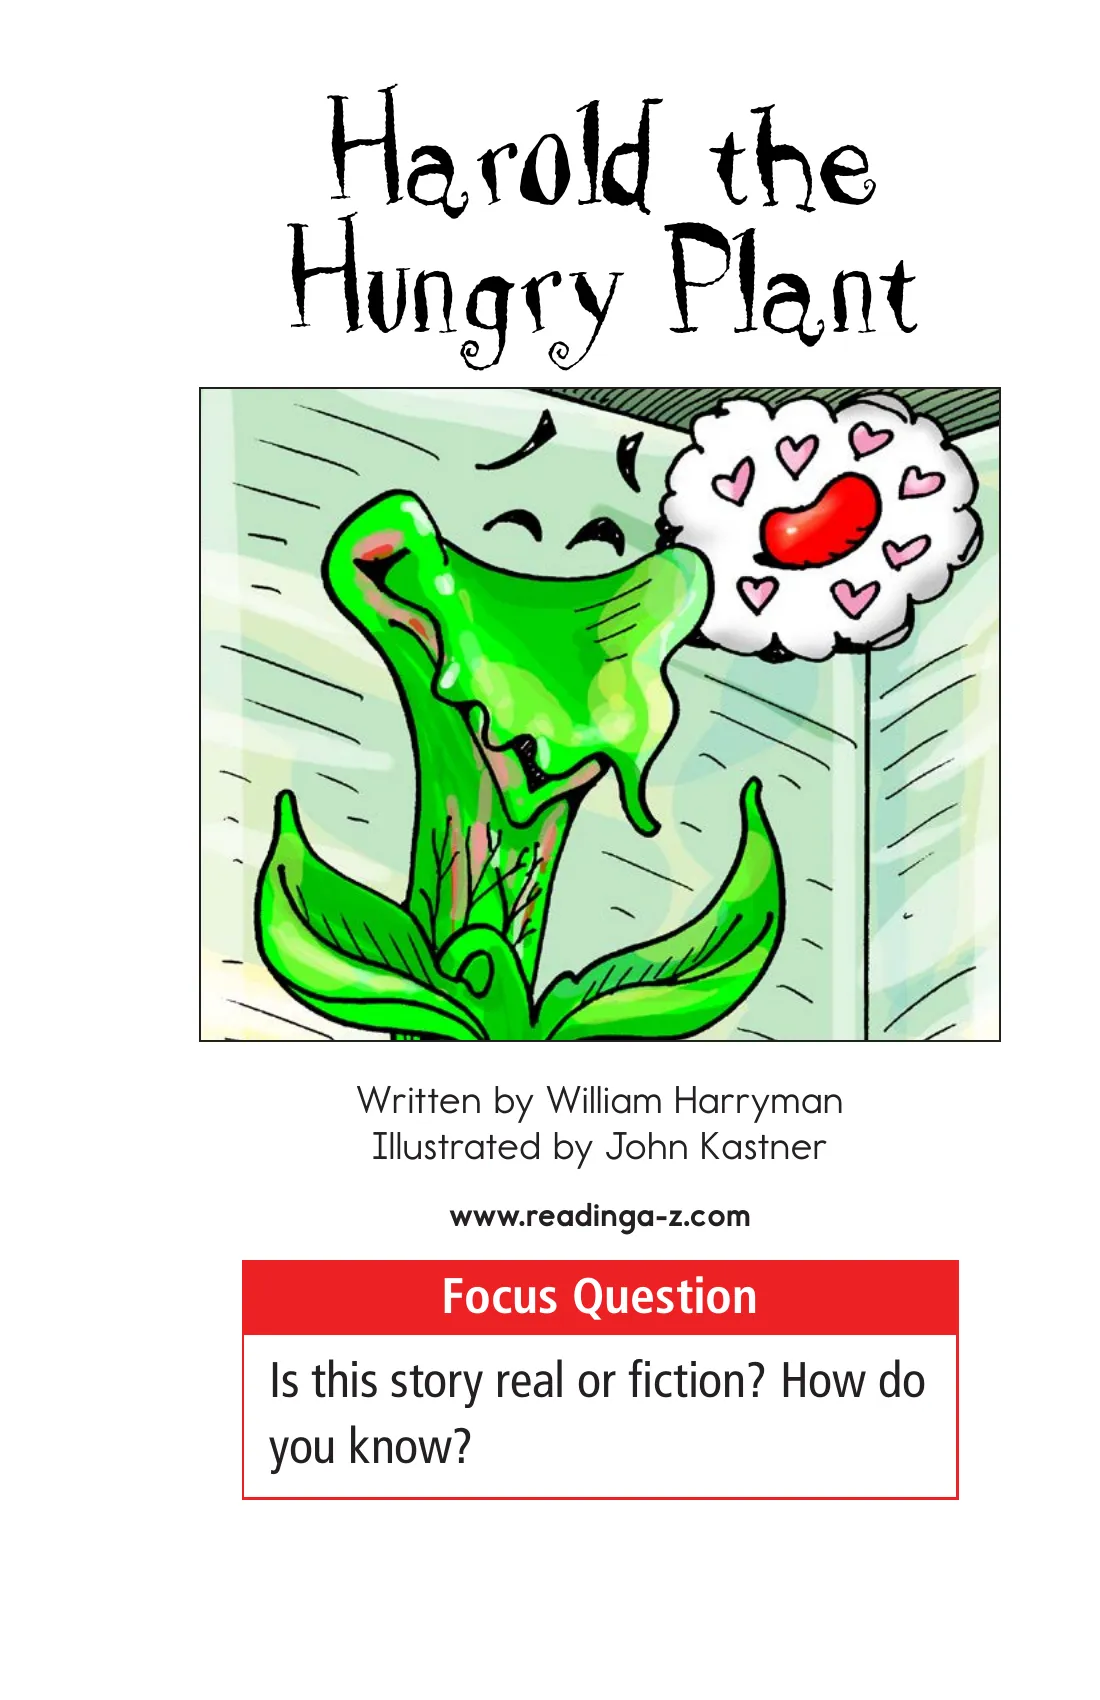 Harold the
Hungry Plant
Written by William Harryman
Illustrated by John Kastner
www.readinga-z.com
Focus Question
Is this story real or fiction? How do
you know?